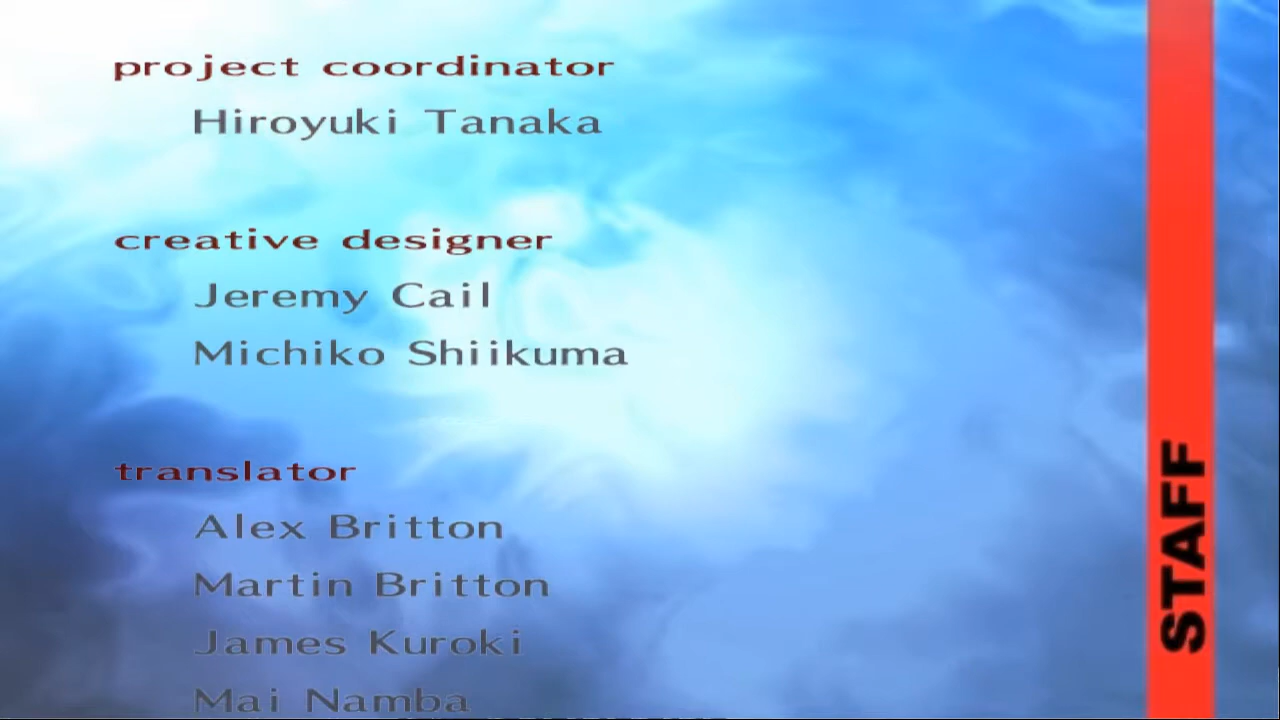 project coordinator
Hiroyuki Tanaka
creative designer
Jeremy Cail
Michiko Shiikuma
translator
Alex Britton
Martin Britton
James Kuroki
Mai Namba
STAFF